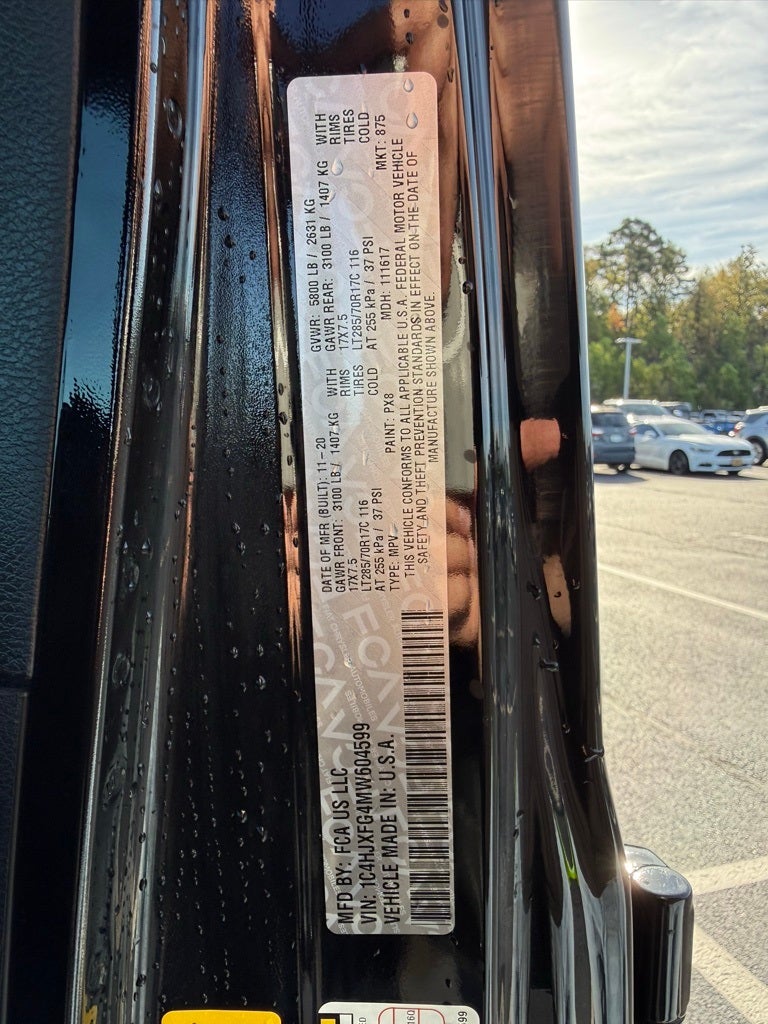 MFD BY: FCA US LLC
VIN: 1C4HJXFG4MW604599
VEHICLE MADE IN: U.S.A.
DATE OF MFR (BUILT): 11-20
GAWR FRONT: 3100 LB / 1407 KG WITH
17X7.5 RIMS
LT285/70R17C 116 TIRES
AT 255 kPa / 37 PSI COLD
TYPE: MPV PAINT: PX8
GVWR: 5800 LB / 2631 KG
GAWR REAR: 3100 LB / 1407 KG WITH
17X7.5 RIMS
LT285/70R17C 116 TIRES
AT 255 kPa / 37 PSI COLD
MDH: 111617 MKT: 875
THIS VEHICLE CONFORMS TO ALL APPLICABLE U.S.A. FEDERAL MOTOR VEHICLE
SAFETY AND THEFT PREVENTION STANDARDS IN EFFECT ON THE DATE OF
MANUFACTURE SHOWN ABOVE.
FCA